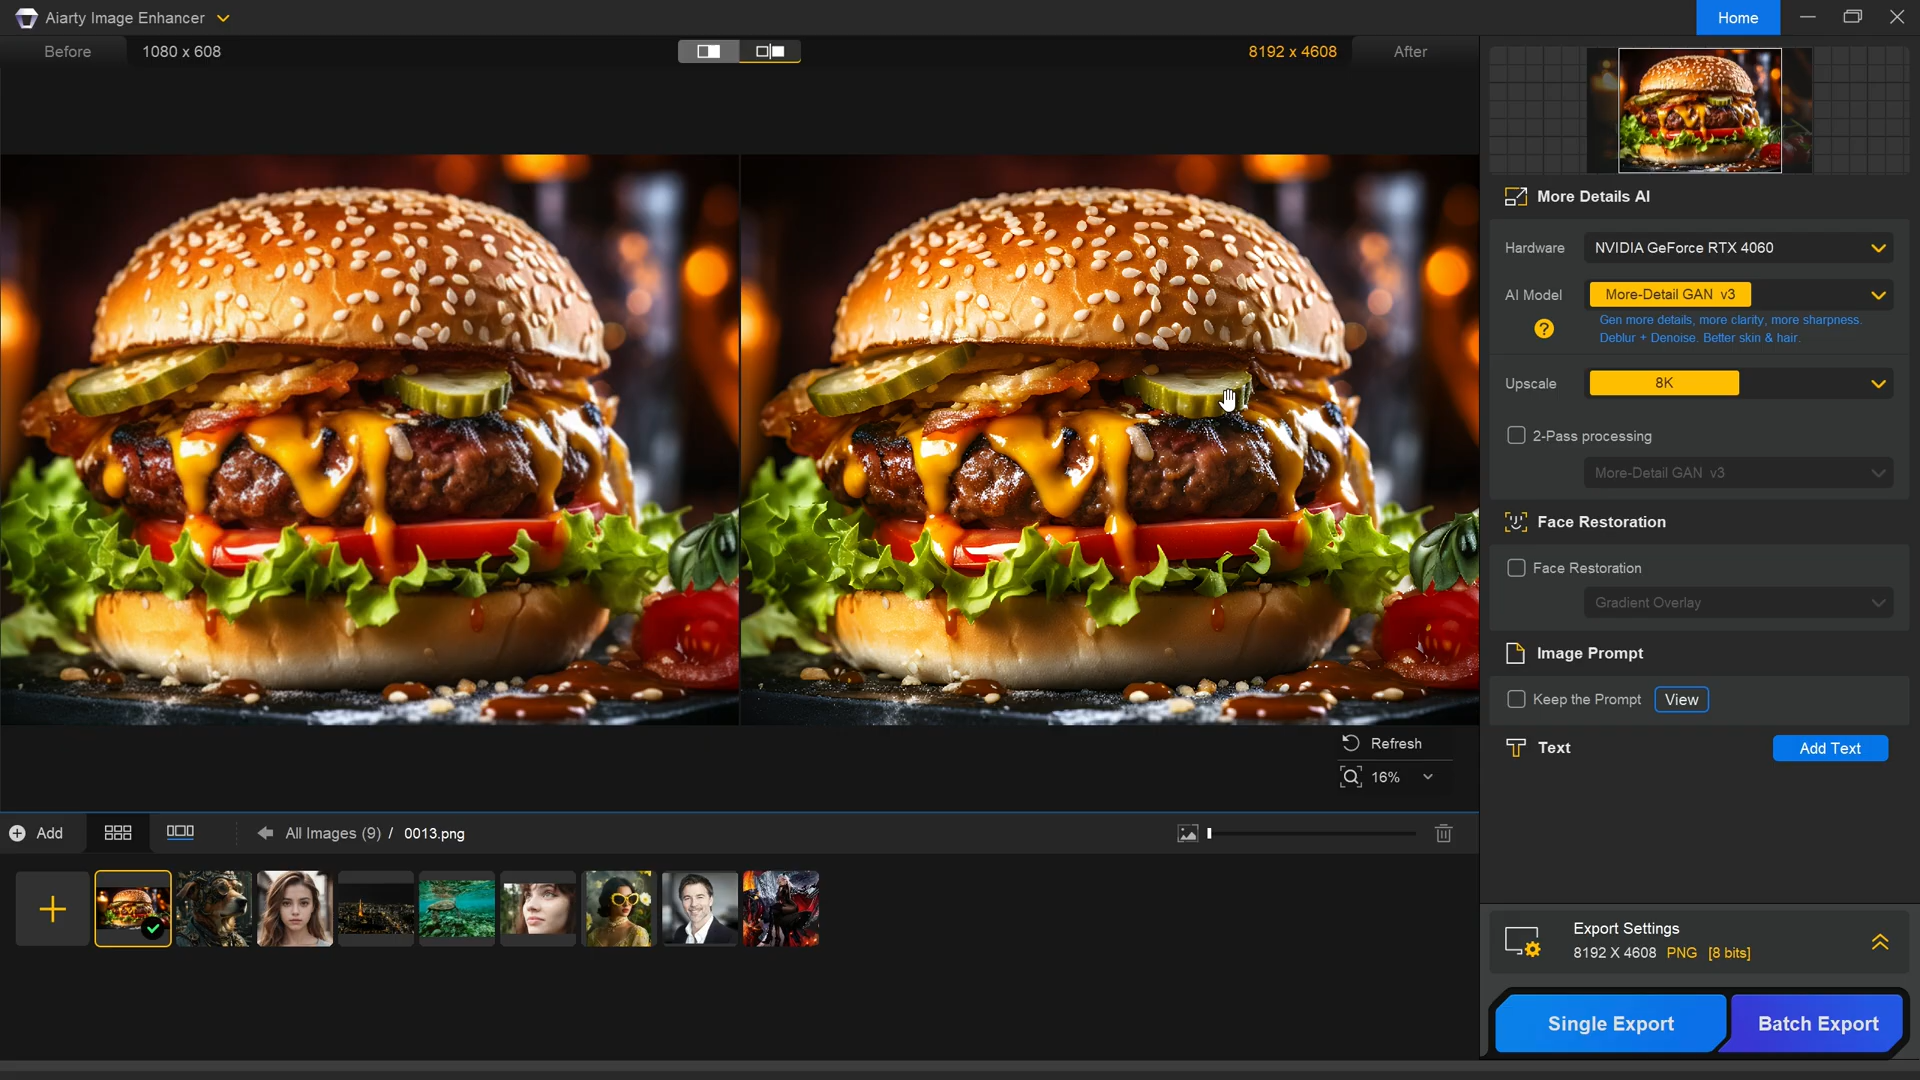 Aiarty Image Enhancer
Home
Before
1080 x 608
8192 x 4608
After
More Details AI
Hardware
NVIDIA GeForce RTX 4060
AI Model
More-Detail GAN v3
?
Gen more details, more clarity, more sharpness.
Deblur + Denoise. Better skin & hair.
Upscale
8K
2-Pass processing
More-Detail GAN v3
Face Restoration
Face Restoration
Gradient Overlay
Image Prompt
Keep the Prompt
View
Text
Add Text
Refresh
16%
Add
All Images (9) / 0013.png
Export Settings
8192 X 4608 PNG [8 bits]
Single Export
Batch Export